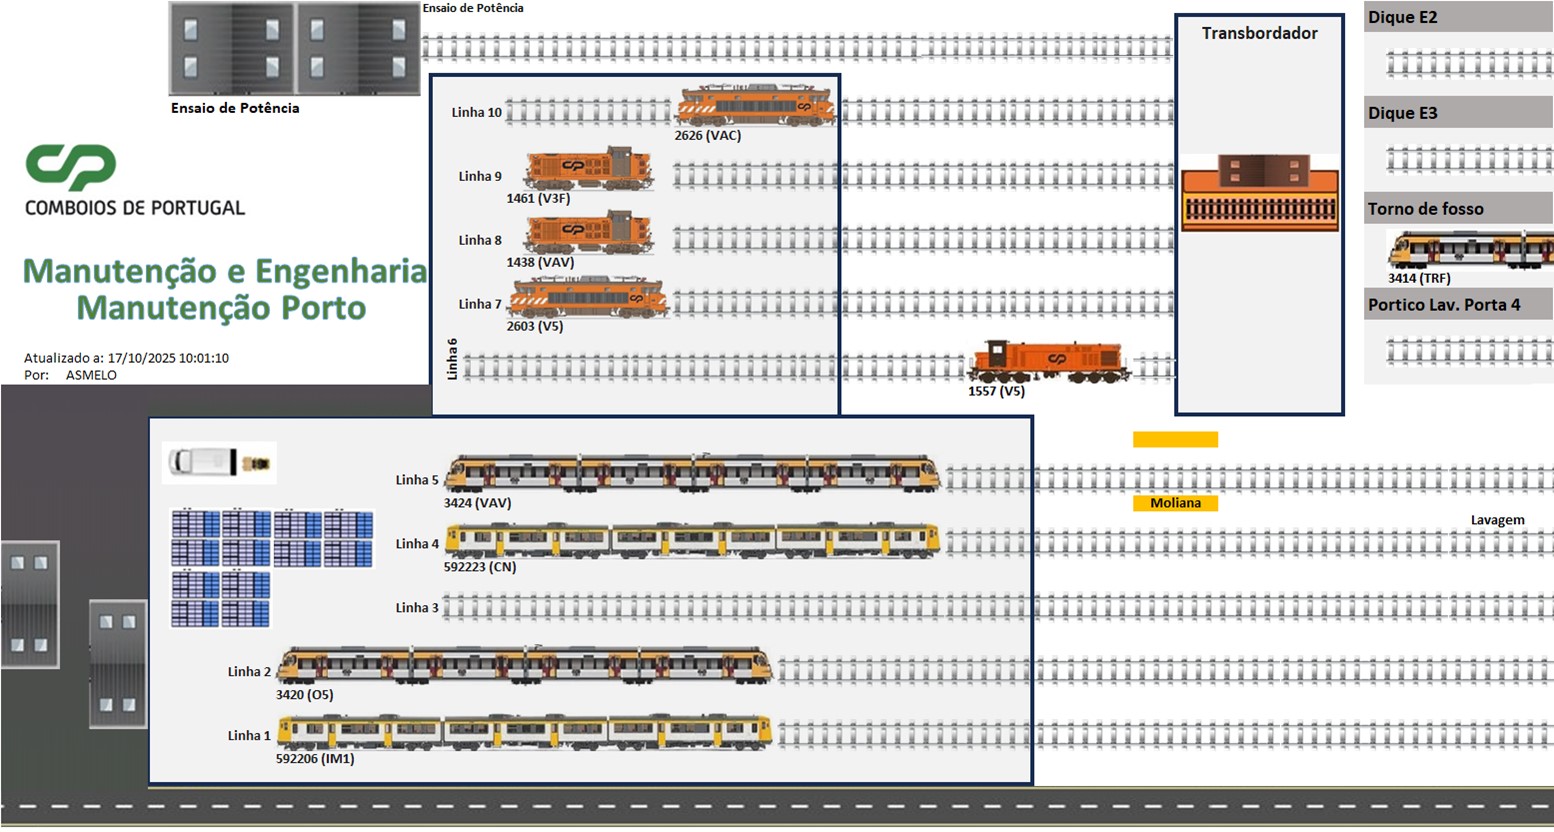 Ensaio de Potência
Ensaio de Potência
CP
COMBOIOS DE PORTUGAL
Manutenção e Engenharia
Manutenção Porto
Atualizado a: 17/10/2025 10:01:10
Por: ASMELO
Linha 10
2626 (VAC)
Linha 9
1461 (V3F)
Linha 8
1438 (VAV)
Linha 7
2603 (V5)
Linha 6
1557 (V5)
Transbordador
Dique E2
Dique E3
Torno de fosso
3414 (TRF)
Portico Lav. Porta 4
Linha 5
3424 (VAV)
Moliana
Lavagem
Linha 4
592223 (CN)
Linha 3
Linha 2
3420 (O5)
Linha 1
592206 (IM1)